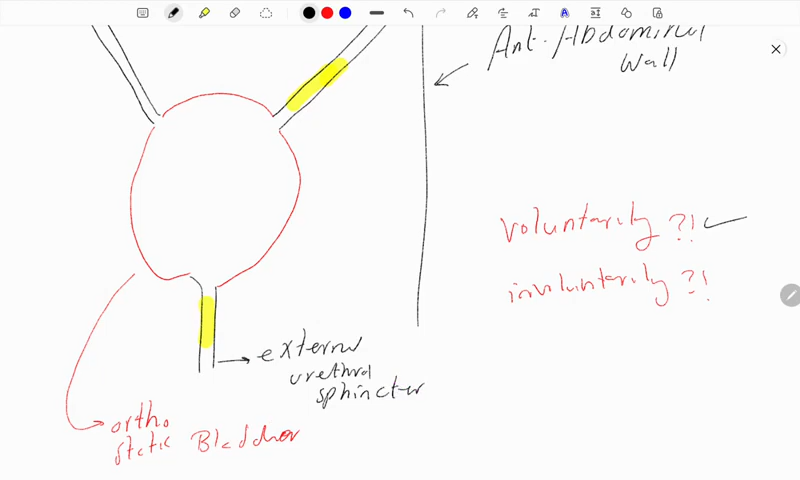 Ant. Abdominal
Wall
voluntarily ?!
involuntarily ?!
external
urethral
sphincter
ortho
static Bladder